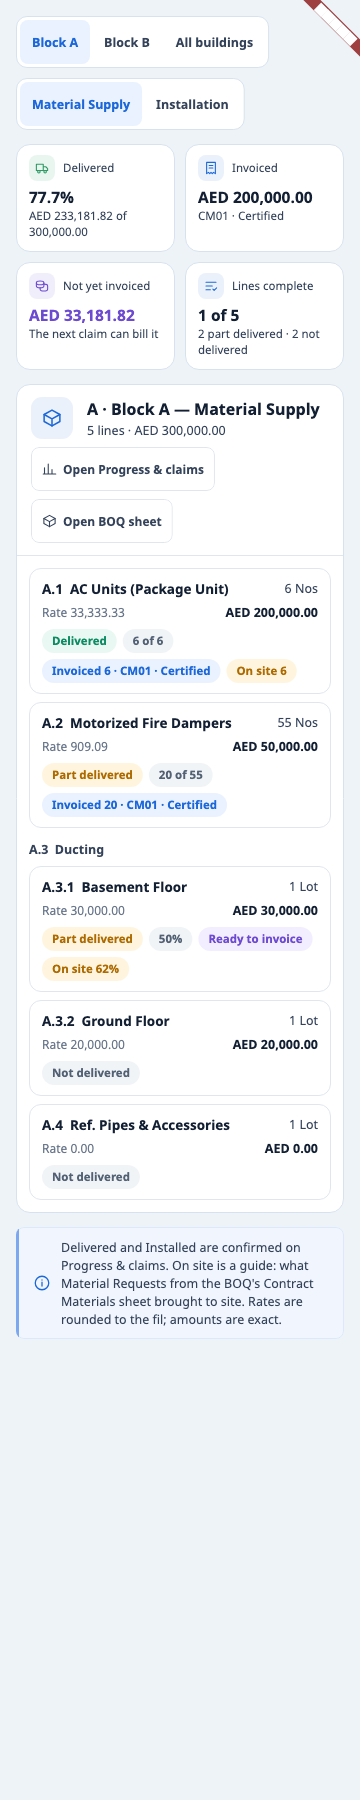 Block A Block B All buildings
Material Supply Installation
Delivered
77.7%
AED 233,181.82 of
300,000.00
Invoiced
AED 200,000.00
CM01 · Certified
Not yet invoiced
AED 33,181.82
The next claim can bill it
Lines complete
1 of 5
2 part delivered · 2 not
delivered
A · Block A — Material Supply
5 lines · AED 300,000.00
Open Progress & claims
Open BOQ sheet
A.1 AC Units (Package Unit) 6 Nos
Rate 33,333.33 AED 200,000.00
Delivered 6 of 6
Invoiced 6 · CM01 · Certified On site 6
A.2 Motorized Fire Dampers 55 Nos
Rate 909.09 AED 50,000.00
Part delivered 20 of 55
Invoiced 20 · CM01 · Certified
A.3 Ducting
A.3.1 Basement Floor 1 Lot
Rate 30,000.00 AED 30,000.00
Part delivered 50% Ready to invoice
On site 62%
A.3.2 Ground Floor 1 Lot
Rate 20,000.00 AED 20,000.00
Not delivered
A.4 Ref. Pipes & Accessories 1 Lot
Rate 0.00 AED 0.00
Not delivered
Delivered and Installed are confirmed on
Progress & claims. On site is a guide: what
Material Requests from the BOQ's Contract
Materials sheet brought to site. Rates are
rounded to the fil; amounts are exact.